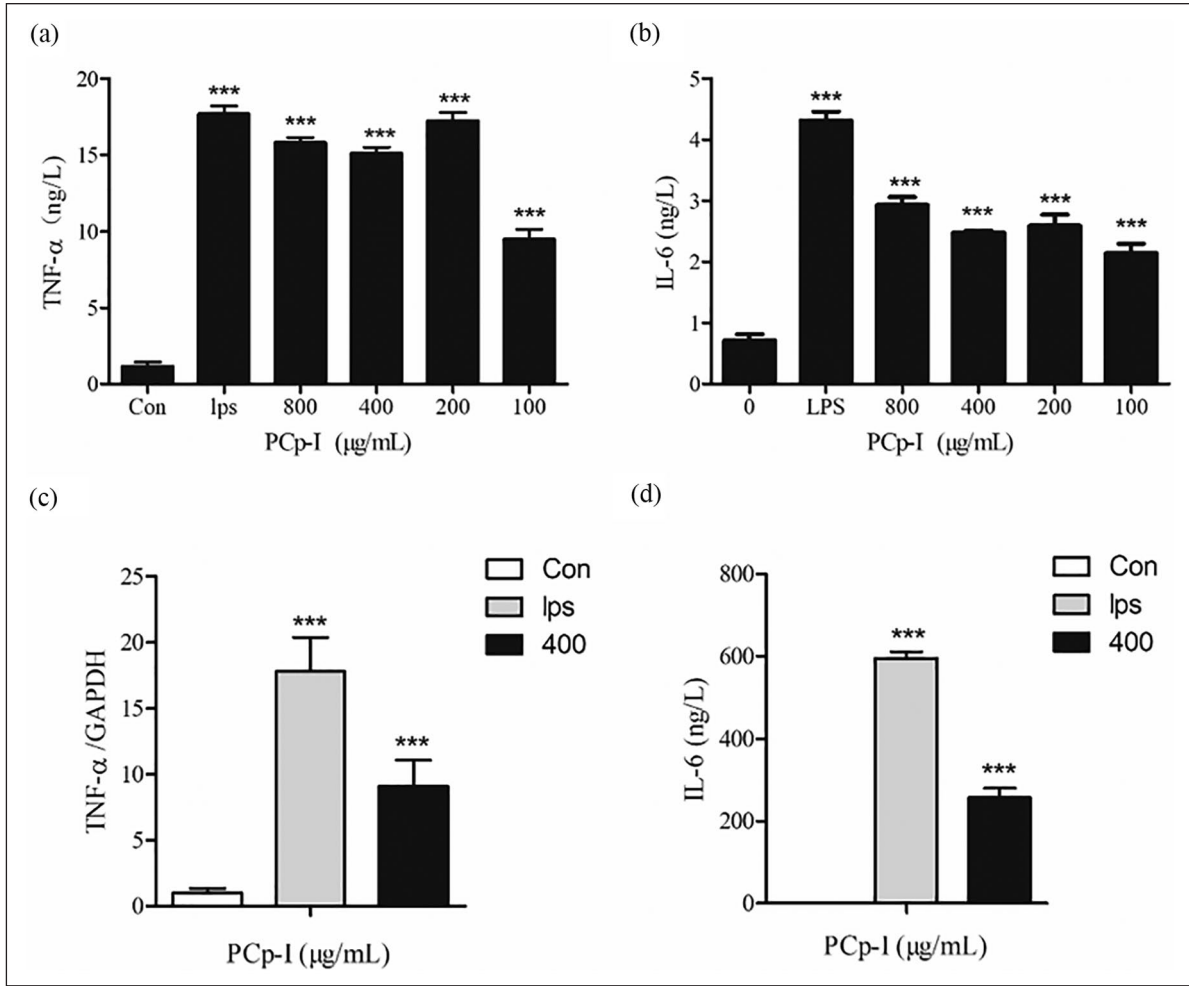 (a)
TNF-α (ng/L)
20
15
10
5
0
***
***
***
***
***
Con lps 800 400 200 100
PCp-I (μg/mL)
(b)
IL-6 (ng/L)
5
4
3
2
1
0
***
***
***
***
***
0 LPS 800 400 200 100
PCp-I (μg/mL)
(c)
TNF-α /GAPDH
25
20
15
10
5
0
***
***
Con
lps
400
PCp-I (μg/mL)
(d)
IL-6 (ng/L)
800
600
400
200
0
***
***
Con
lps
400
PCp-I (μg/mL)